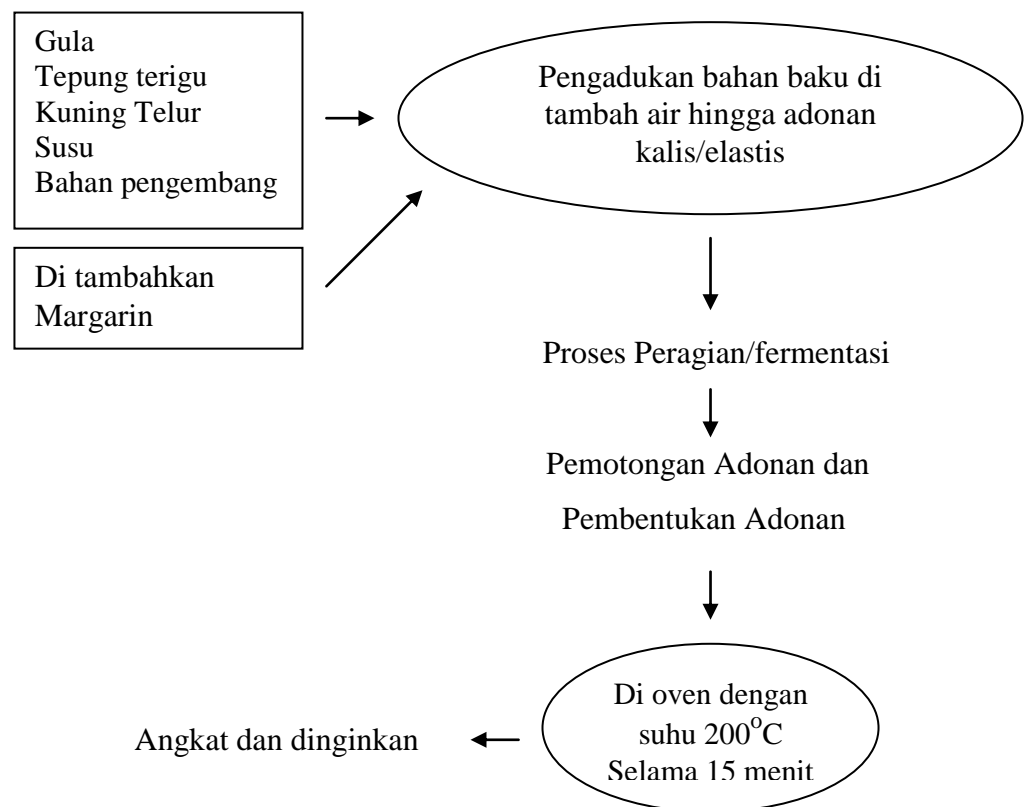 Gula
Tepung terigu
Kuning Telur
Susu
Bahan pengembang
Di tambahkan
Margarin
Pengadukan bahan baku di
tambah air hingga adonan
kalis/elastis
Proses Peragian/fermentasi
Pemotongan Adonan dan
Pembentukan Adonan
Di oven dengan
suhu 200°C
Selama 15 menit
Angkat dan dinginkan